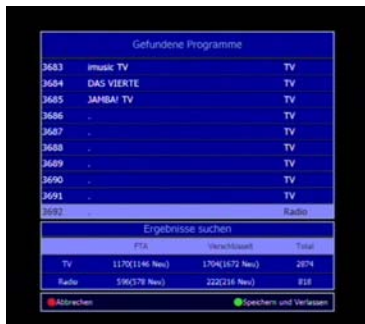 Gefundene Programme
3683 imusic TV TV
3684 DAS VIERTE TV
3685 JAMBA! TV TV
3686 . TV
3687 . TV
3688 . TV
3689 . TV
3690 . TV
3691 . TV
3692 . Radio
Ergebnisse suchen
FTA Verschlüsselt Total
TV 1170(1146 Neu) 1704(1672 Neu) 2874
Radio 596(578 Neu) 222(216 Neu) 818
Abbrechen Speichern und Verlassen